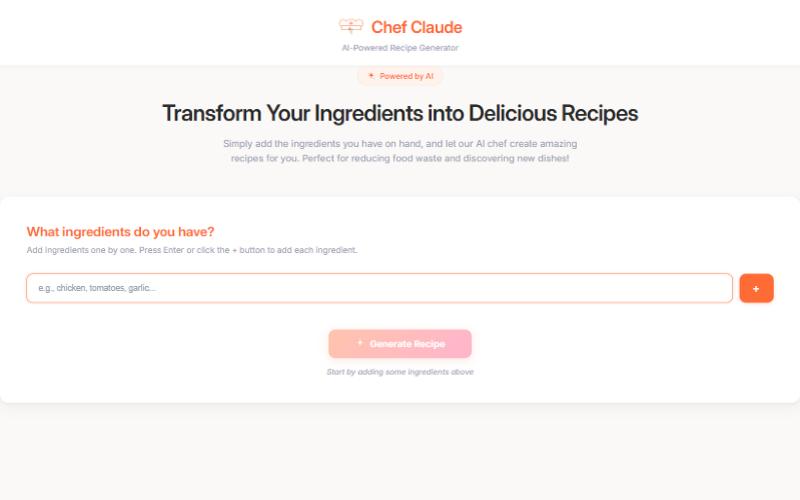 Chef Claude
AI-Powered Recipe Generator
Powered by AI
Transform Your Ingredients into Delicious Recipes
Simply add the ingredients you have on hand, and let our AI chef create amazing
recipes for you. Perfect for reducing food waste and discovering new dishes!
What ingredients do you have?
Add ingredients one by one. Press Enter or click the + button to add each ingredient.
e.g., chicken, tomatoes, garlic...
+
Generate Recipe
Start by adding some ingredients above